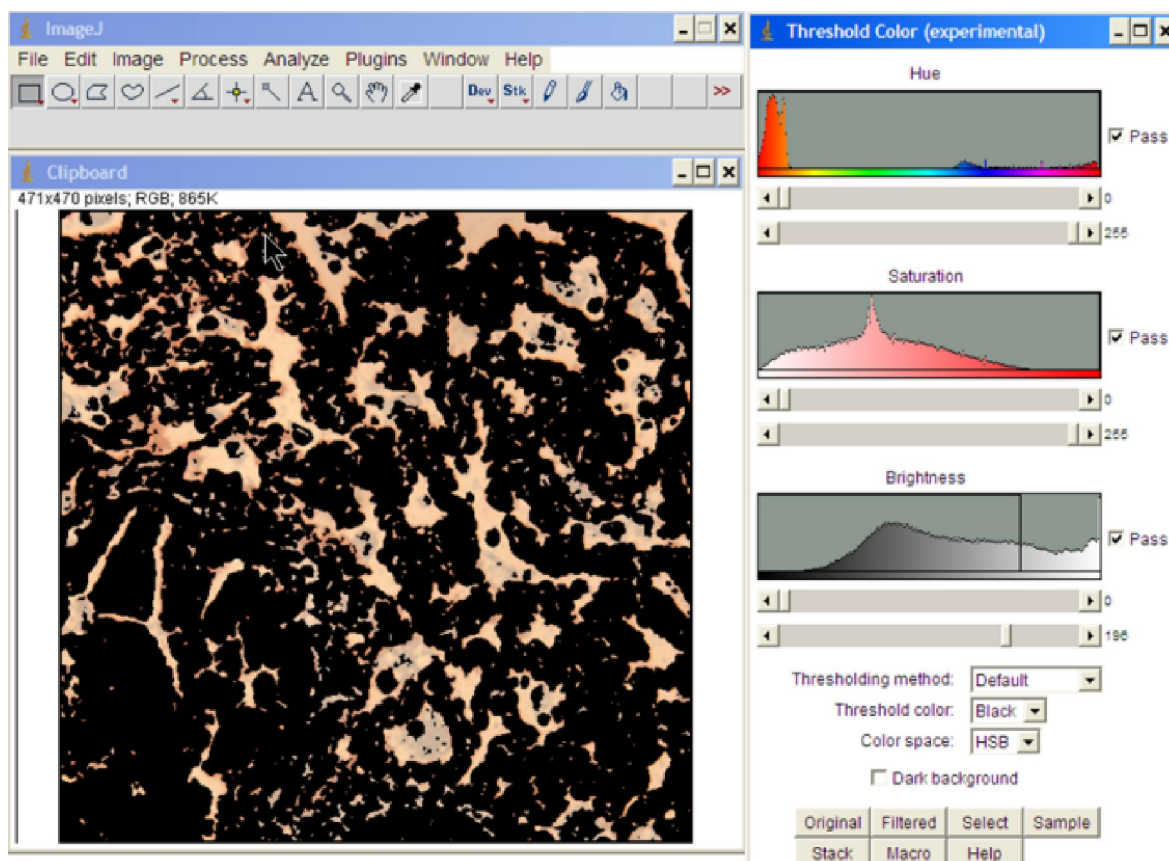 ImageJ
File Edit Image Process Analyze Plugins Window Help
Dev Stk >>
Clipboard
471x470 pixels; RGB; 865K
Threshold Color (experimental)
Hue
Pass
0
255
Saturation
Pass
0
255
Brightness
Pass
0
196
Thresholding method: Default
Threshold color: Black
Color space: HSB
Dark background
Original Filtered Select Sample
Stack Macro Help